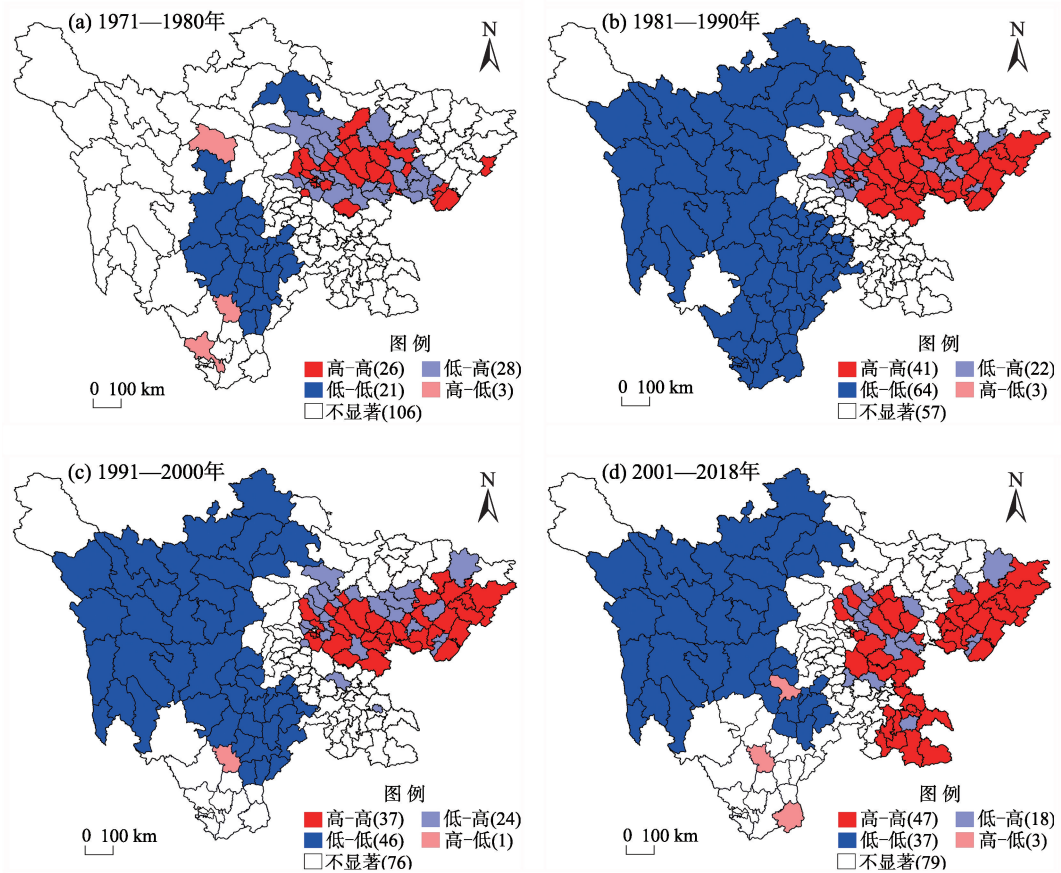 (a) 1971—1980年
N
图 例
高-高(26) 低-高(28)
低-低(21) 高-低(3)
不显著(106)
0 100 km
(b) 1981—1990年
N
图 例
高-高(41) 低-高(22)
低-低(64) 高-低(3)
不显著(57)
0 100 km
(c) 1991—2000年
N
图 例
高-高(37) 低-高(24)
低-低(46) 高-低(1)
不显著(76)
0 100 km
(d) 2001—2018年
N
图 例
高-高(47) 低-高(18)
低-低(37) 高-低(3)
不显著(79)
0 100 km